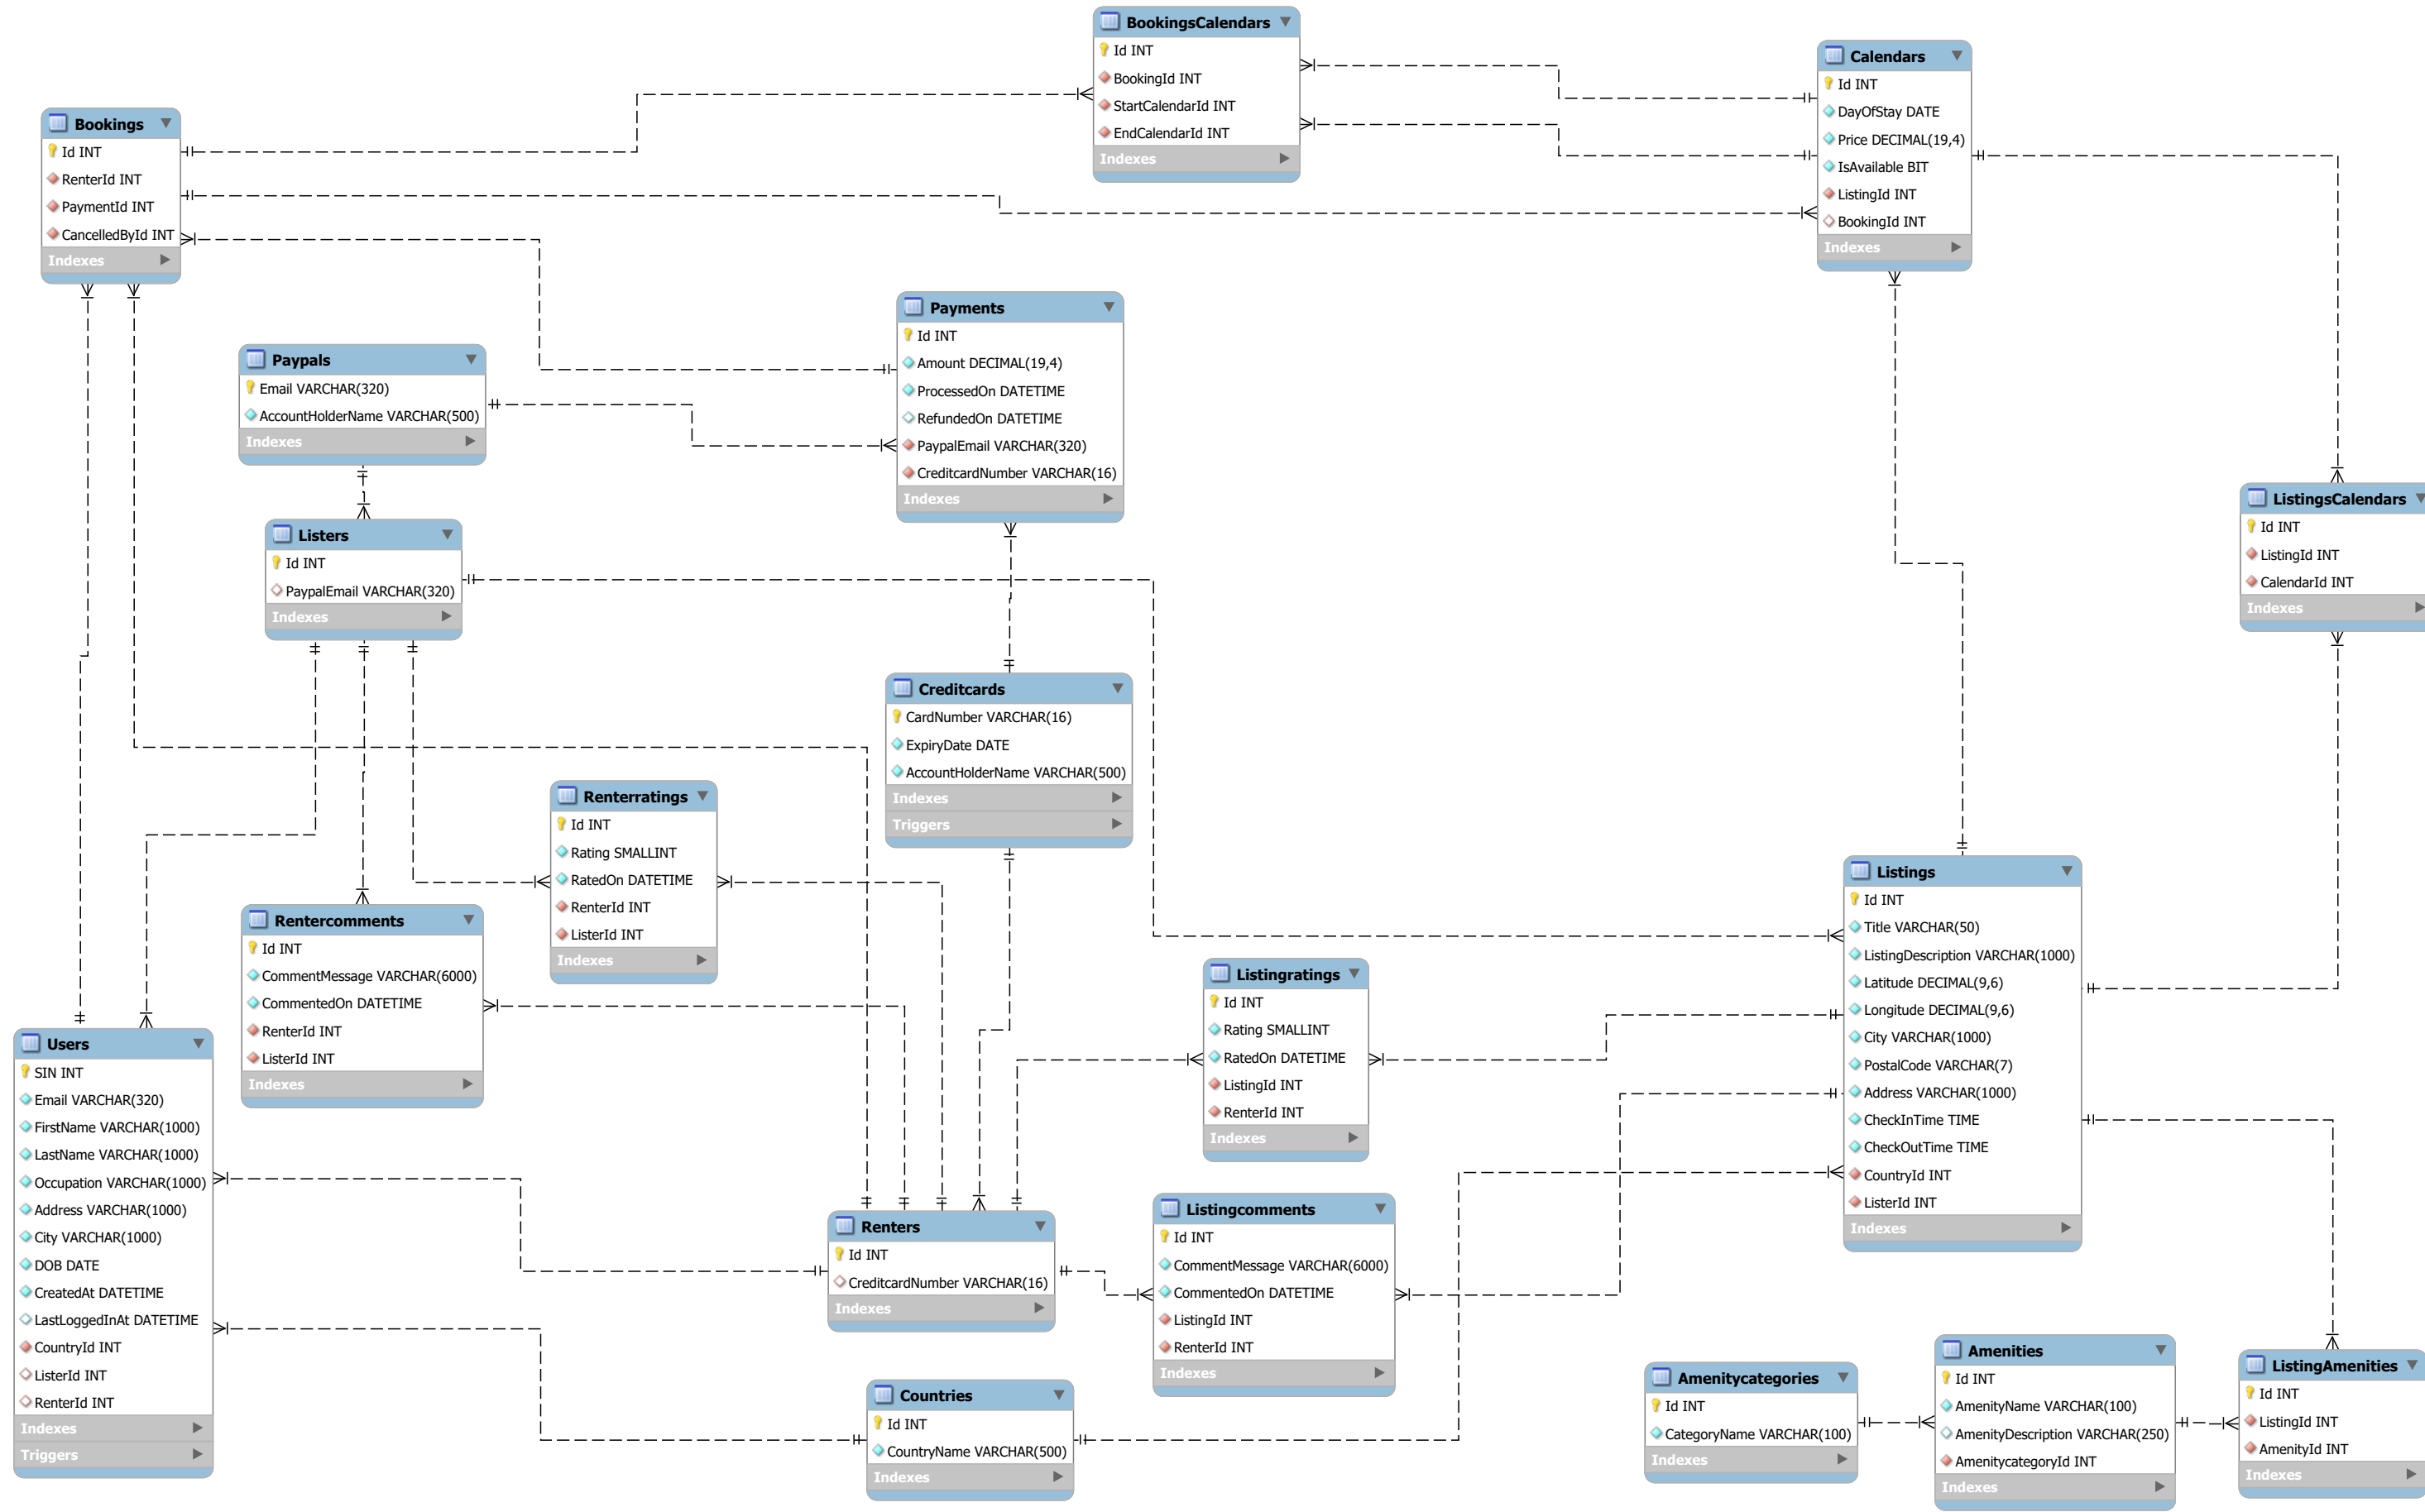 BookingsCalendars
Id INT
BookingId INT
StartCalendarId INT
EndCalendarId INT
Indexes
Calendars
Id INT
DayOfStay DATE
Price DECIMAL(19,4)
IsAvailable BIT
ListingId INT
BookingId INT
Indexes
Bookings
Id INT
RenterId INT
PaymentId INT
CancelledById INT
Indexes
Payments
Id INT
Amount DECIMAL(19,4)
ProcessedOn DATETIME
RefundedOn DATETIME
PaypalEmail VARCHAR(320)
CreditcardNumber VARCHAR(16)
Indexes
Paypals
Email VARCHAR(320)
AccountHolderName VARCHAR(500)
Indexes
ListingsCalendars
Id INT
ListingId INT
CalendarId INT
Indexes
Listers
Id INT
PaypalEmail VARCHAR(320)
Indexes
Creditcards
CardNumber VARCHAR(16)
ExpiryDate DATE
AccountHolderName VARCHAR(500)
Indexes
Triggers
Renterratings
Id INT
Rating SMALLINT
RatedOn DATETIME
RenterId INT
ListerId INT
Indexes
Listings
Id INT
Title VARCHAR(50)
ListingDescription VARCHAR(1000)
Latitude DECIMAL(9,6)
Longitude DECIMAL(9,6)
City VARCHAR(1000)
PostalCode VARCHAR(7)
Address VARCHAR(1000)
CheckInTime TIME
CheckOutTime TIME
CountryId INT
ListerId INT
Indexes
Rentercomments
Id INT
CommentMessage VARCHAR(6000)
CommentedOn DATETIME
RenterId INT
ListerId INT
Indexes
Listingratings
Id INT
Rating SMALLINT
RatedOn DATETIME
ListingId INT
RenterId INT
Indexes
Users
SIN INT
Email VARCHAR(320)
FirstName VARCHAR(1000)
LastName VARCHAR(1000)
Occupation VARCHAR(1000)
Address VARCHAR(1000)
City VARCHAR(1000)
DOB DATE
CreatedAt DATETIME
LastLoggedInAt DATETIME
CountryId INT
ListerId INT
RenterId INT
Indexes
Triggers
Renters
Id INT
CreditcardNumber VARCHAR(16)
Indexes
Listingcomments
Id INT
CommentMessage VARCHAR(6000)
CommentedOn DATETIME
ListingId INT
RenterId INT
Indexes
Countries
Id INT
CountryName VARCHAR(500)
Indexes
Amenitycategories
Id INT
CategoryName VARCHAR(100)
Indexes
Amenities
Id INT
AmenityName VARCHAR(100)
AmenityDescription VARCHAR(250)
AmenitycategoryId INT
Indexes
ListingAmenities
Id INT
ListingId INT
AmenityId INT
Indexes